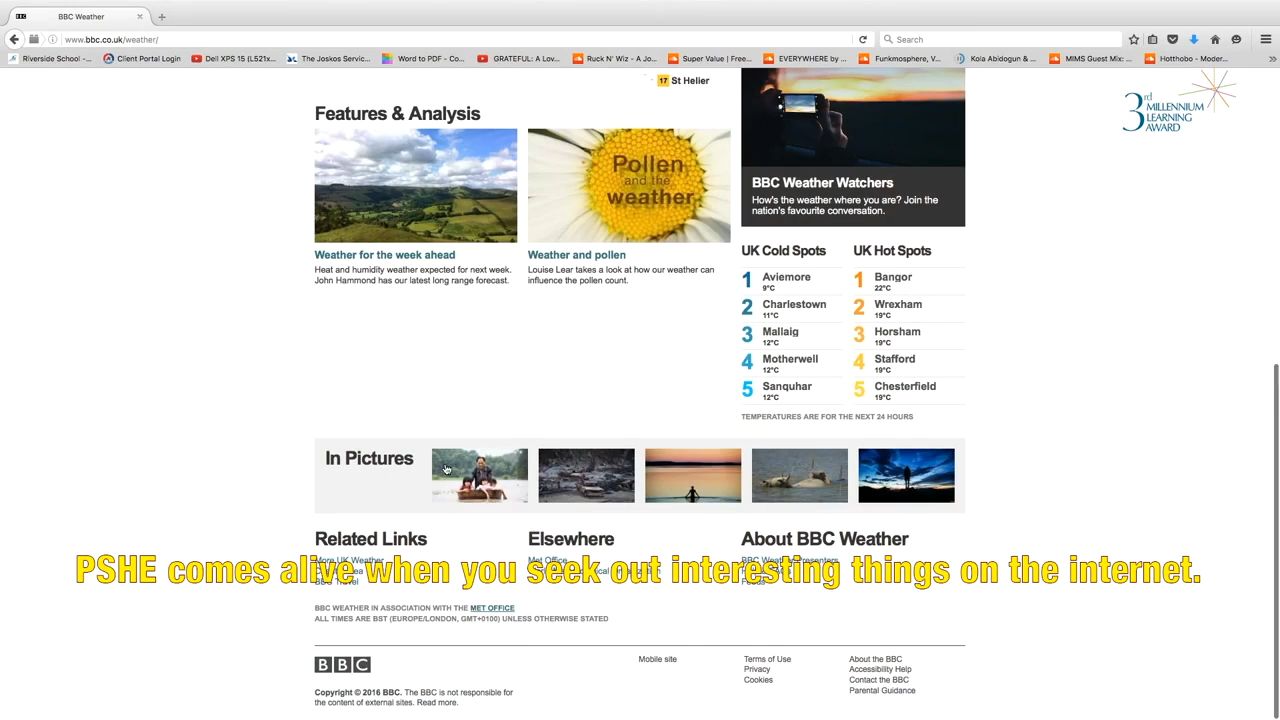 BBC Weather
www.bbc.co.uk/weather/
Search
Riverside School -...
Client Portal Login
Dell XPS 15 (L521x...
The Joskos Servic...
Word to PDF - Co...
GRATEFUL: A Lov...
Ruck N' Wiz - A Jo...
Super Value | Free...
EVERYWHERE by ...
Funkmosphere, V...
Kola Abidogun & ...
MIMS Guest Mix: ...
Hotthobo - Moder...
17 St Helier
3rd
MILLENNIUM
LEARNING
AWARD
Features & Analysis
Pollen
and the
weather
Weather for the week ahead
Heat and humidity weather expected for next week.
John Hammond has our latest long range forecast.
Weather and pollen
Louise Lear takes a look at how our weather can
influence the pollen count.
BBC Weather Watchers
How's the weather where you are? Join the
nation's favourite conversation.
UK Cold Spots
1 Aviemore
9°C
2 Charlestown
11°C
3 Mallaig
12°C
4 Motherwell
12°C
5 Sanquhar
12°C
UK Hot Spots
1 Bangor
22°C
2 Wrexham
19°C
3 Horsham
19°C
4 Stafford
19°C
5 Chesterfield
19°C
TEMPERATURES ARE FOR THE NEXT 24 HOURS
In Pictures
Related Links
More UK Weather
Elsewhere
Met Office
About BBC Weather
BBC Weather Presenters
PSHE comes alive when you seek out interesting things on the internet.
BBC WEATHER IN ASSOCIATION WITH THE MET OFFICE
ALL TIMES ARE BST (EUROPE/LONDON, GMT+0100) UNLESS OTHERWISE STATED
BBC
Copyright © 2016 BBC. The BBC is not responsible for
the content of external sites. Read more.
Mobile site
Terms of Use
Privacy
Cookies
About the BBC
Accessibility Help
Contact the BBC
Parental Guidance